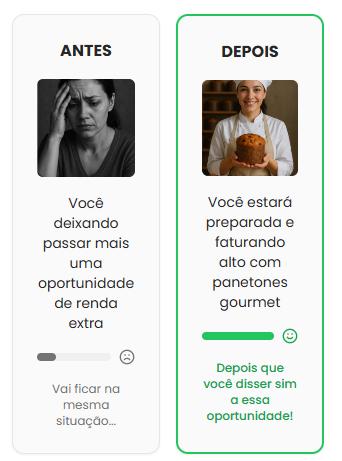 ANTES
Você
deixando
passar mais
uma
oportunidade
de renda
extra
Vai ficar na
mesma
situação...
DEPOIS
Você estará
preparada e
faturando
alto com
panetones
gourmet
Depois que
você disser sim
a essa
oportunidade!